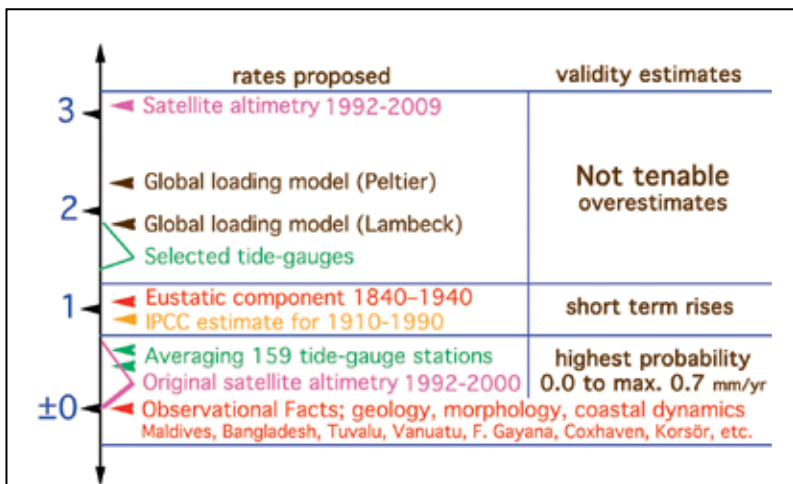 rates proposed validity estimates
3 Satellite altimetry 1992-2009
Global loading model (Peltier)
Not tenable
2 overestimates
Global loading model (Lambeck)
Selected tide-gauges
1 Eustatic component 1840–1940
short term rises
IPCC estimate for 1910-1990
Averaging 159 tide-gauge stations highest probability
Original satellite altimetry 1992-2000 0.0 to max. 0.7 mm/yr
±0 Observational Facts; geology, morphology, coastal dynamics
Maldives, Bangladesh, Tuvalu, Vanuatu, F. Gayana, Coxhaven, Korsör, etc.